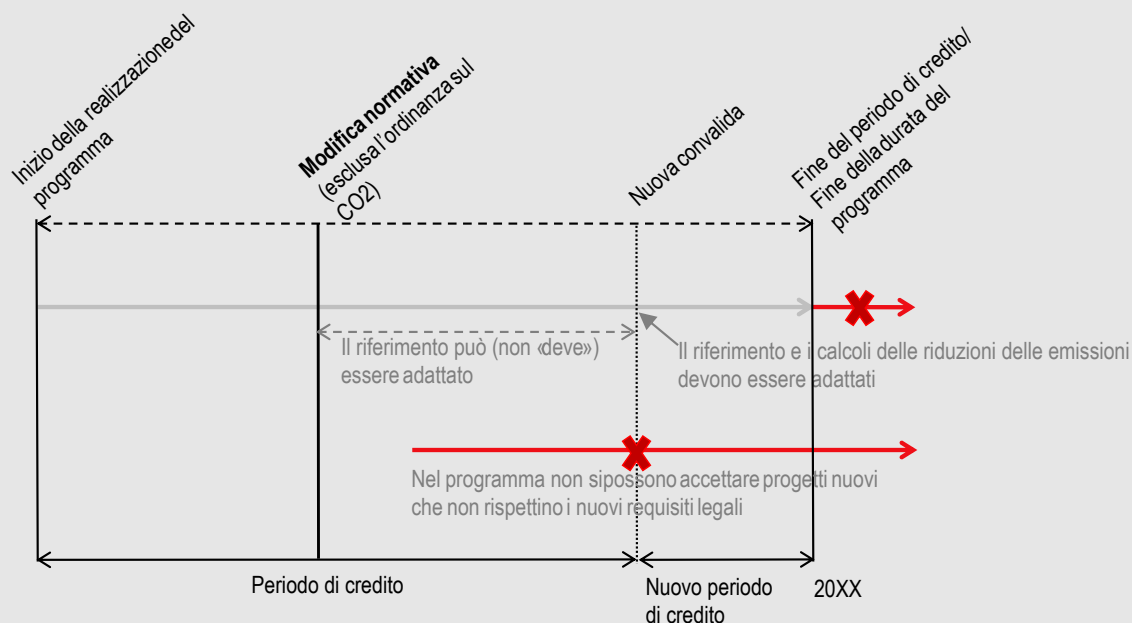 Inizio della realizzazione del
programma
Modifica normativa
(esclusa l'ordinanza sul
CO2)
Nuova convalida
Fine del periodo di credito/
Fine della durata del
programma
Il riferimento può (non «deve»)
essere adattato
Il riferimento e i calcoli delle riduzioni delle emissioni
devono essere adattati
Nel programma non si possono accettare progetti nuovi
che non rispettino i nuovi requisiti legali
Periodo di credito
Nuovo periodo
di credito
20XX